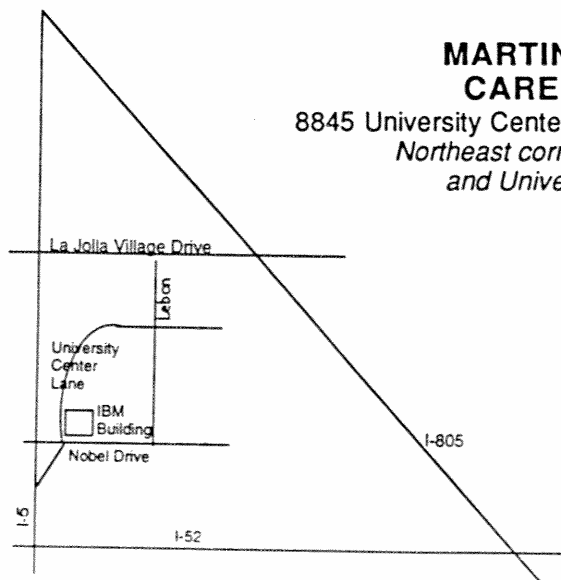 MARTIN
CARE
8845 University Cente
Northeast corr
and Unive
La Jolla Village Drive
Lebon
University
Center
Lane
IBM
Building
Nobel Drive
I-805
I-5
I-52